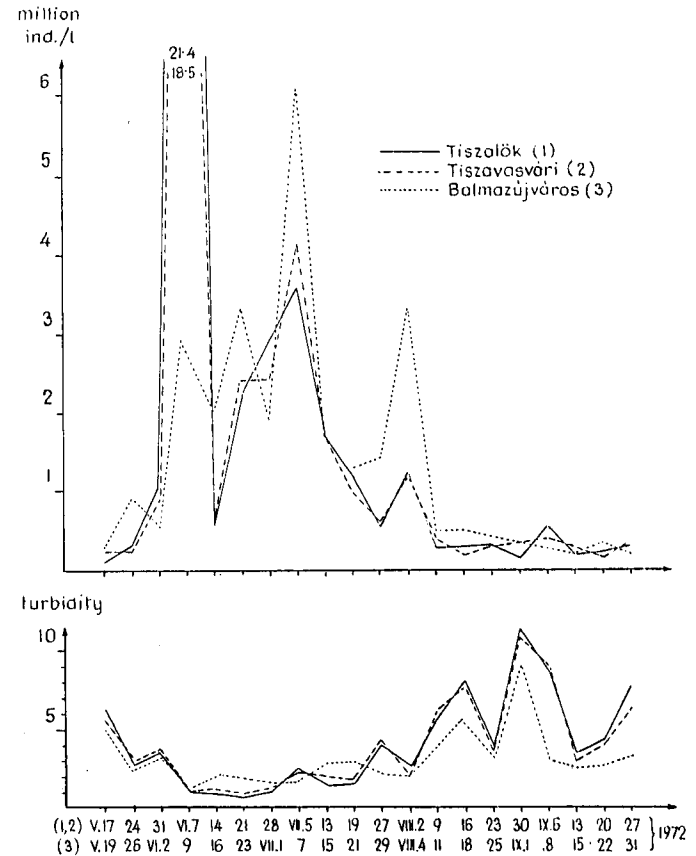 million
ind./l
21·4
18·5
6
5
4
3
2
1
Tiszalök (1)
Tiszavasvári (2)
Balmazújváros (3)
turbidity
10
5
(1,2) V.17 24 31 VI.7 14 21 28 VII.5 13 19 27 VIII.2 9 16 23 30 IX.6 13 20 27
(3) V.19 26 VI.2 9 16 23 VII.1 7 15 21 29 VIII.4 11 18 25 IX.1 .8 15 22 31
} 1972